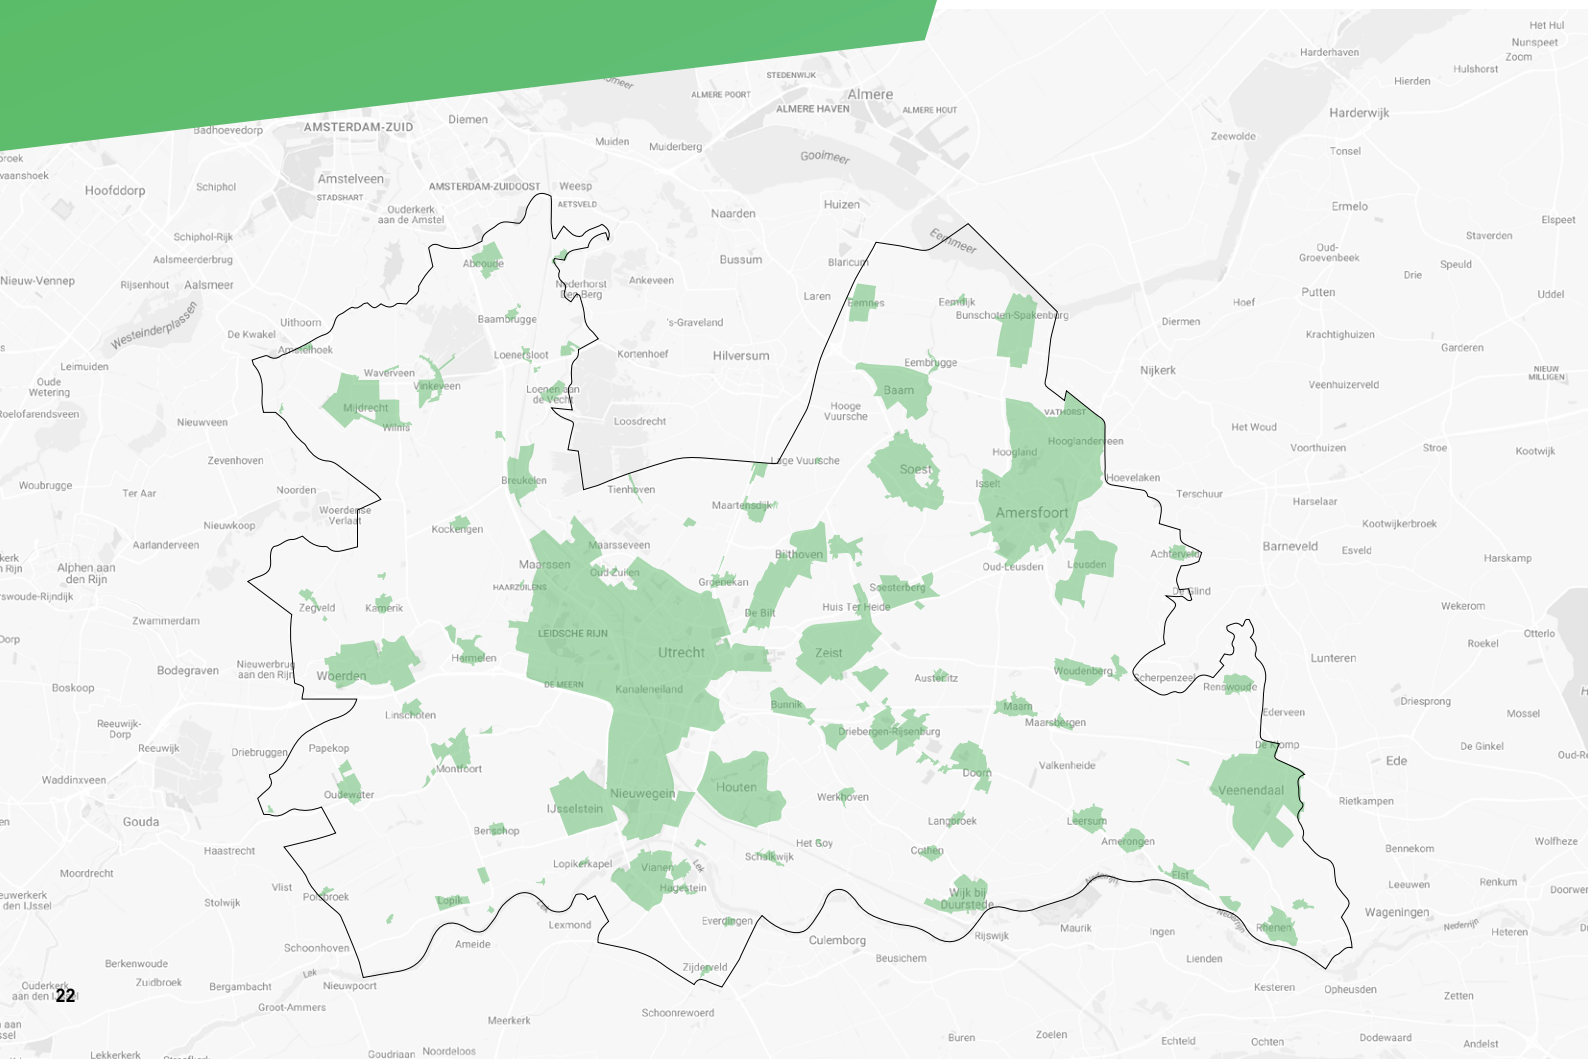 Het Hul
Nunspeet
Harderhaven
Zoom
Hulshorst
STEDENWIJK
Hierden
ALMERE POORT
Almere
ALMERE HAVEN
ALMERE HOUT
Harderwijk
Diemen
AMSTERDAM-ZUID
Badhoevedorp
Zeewolde
Muiden
Muiderberg
Tonsel
Gooimeer
Amstelveen
Schiphol
Hoofddorp
AMSTERDAM-ZUIDOOST
Weesp
STADSHART
AETSVELD
Huizen
Ermelo
Ouderkerk
aan de Amstel
Naarden
Elspeet
Schiphol-Rijk
Eemmeer
Staverden
Oud-
Groevenbeek
Aalsmeerderbrug
Abcoude
Bussum
Blaricum
Speuld
Drie
Nieuw-Vennep
Rijsenhout
Aalsmeer
Nederhorst
Den Berg
Ankeveen
Laren
Eemnes
Eemdijk
Hoef
Putten
Uddel
Westeinderplassen
Uithoorn
Baambrugge
's-Graveland
Bunschoten-Spakenburg
Diermen
De Kwakel
Krachtighuizen
Amstelhoek
Loenersloot
Kortenhoef
Hilversum
Garderen
Leimuiden
Eembrugge
Nijkerk
Waverveen
NIEUW
MILLIGEN
Oude
Wetering
Vinkeveen
Loenen aan
de Vecht
Baarn
Veenhuizerveld
Mijdrecht
Hooge
Vuursche
VATHORST
Roelofarendsveen
Nieuwveen
Wilnis
Loosdrecht
Het Woud
Hooglanderveen
Voorthuizen
Stroe
Kootwijk
Hoogland
Zevenhoven
Lage Vuursche
Soest
Hoevelaken
Woubrugge
Ter Aar
Noorden
Breukelen
Tienhoven
Isselt
Terschuur
Harselaar
Woerdense
Verlaat
Maartensdijk
Amersfoort
Nieuwkoop
Kockengen
Kootwijkerbroek
Aarlanderveen
Maarsseveen
Bilthoven
Achterveld
Barneveld
Esveld
Harskamp
Alphen aan
den Rijn
Maarssen
Oud-Zuilen
Oud-Leusden
Leusden
HAARZUILENS
Groenekan
Soesterberg
De Glind
Zegveld
Kamerik
De Bilt
Huis Ter Heide
Wekerom
Zwammerdam
LEIDSCHE RIJN
Otterlo
Roekel
Utrecht
Zeist
Hermelen
Lunteren
Bodegraven
Nieuwerbrug
aan den Rijn
Woerden
Woudenberg
Scherpenzeel
Austerlitz
Boskoop
DE MEERN
Kanaleneiland
Renswoude
Bunnik
Driesprong
Linschoten
Maarn
Ederveen
Mossel
Reeuwijk-
Dorp
Maarsbergen
Driebergen-Rijsenburg
Reeuwijk
Driebruggen
Papekop
De Klomp
De Ginkel
Ede
Waddinxveen
Montfoort
Doorn
Valkenheide
Oudewater
Houten
Veenendaal
Nieuwegein
Werkhoven
Rietkampen
Gouda
IJsselstein
Langbroek
Leersum
Benschop
Amerongen
Wolfheze
Haastrecht
Het Goy
Bennekom
Schalkwijk
Cothen
Moordrecht
Lopikerkapel
Vianen
Lek
Elst
Leeuwen
Renkum
Vlist
Polsbroek
Hagestein
Wijk bij
Duurstede
Nederrijn
Stolwijk
Lopik
Lek
Wageningen
Nederrijn
Nederrijn
Lexmond
Everdingen
Rhenen
Heteren
Schoonhoven
Ameide
Culemborg
Rijswijk
Maurik
Ingen
Berkenwoude
Beusichem
Lienden
Zijderveld
Lek
Zuidbroek
Bergambacht
Nieuwpoort
Kesteren
Opheusden
22
Zetten
Groot-Ammers
Schoonrewoerd
Meerkerk
Buren
Zoelen
Echteld
Ochten
Dodewaard
Andelst
Lekkerkerk
Goudriaan
Noordeloos